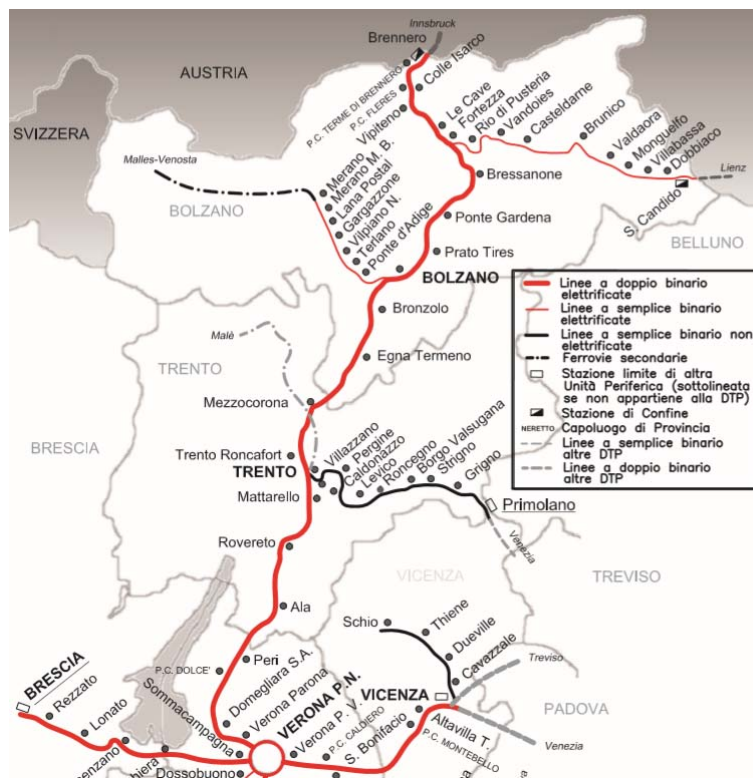 Innsbruck
Brennero
AUSTRIA
SVIZZERA
P.C. TERME DI BRENNERO
P.C. FLERES
Vipiteno
Colle Isarco
Le Cave
Fortezza
Rio di Pusteria
Vandoies
Casteldarne
Brunico
Valdaora
Monguelfo
Villabassa
Dobbiaco
Lienz
S. Candido
Malles-Venosta
Merano
Merano M. B.
Lana Postal
Gargazzone
Vilpiano N.
Terlano
Ponte d'Adige
BOLZANO
Bressanone
Ponte Gardena
BELLUNO
Prato Tires
BOLZANO
Bronzolo
Egna Termeno
Malè
TRENTO
Mezzocorona
BRESCIA
Trento Roncafort
TRENTO
Mattarello
Villazzano
Pergine
Caldonazzo
Levico
Roncegno
Borgo Valsugana
Strigno
Grigno
Primolano
Venezia
Rovereto
VICENZA
TREVISO
Ala
Schio
Thiene
Dueville
Cavazzale
Treviso
P.C. DOLCE'
Peri
Domegliara S.A.
Verona Parona
VERONA P.N.
Verona P. V.
P.C. CALDIERO
S. Bonifacio
VICENZA
Altavilla T.
P.C. MONTEBELLO
PADOVA
Venezia
BRESCIA
Rezzato
Lonato
Sommacampagna
Dossobuono
Linee a doppio binario
elettrificate
Linee a semplice binario
elettrificate
Linee a semplice binario non
elettrificate
Ferrovie secondarie
Stazione limite di altra
Unità Periferica (sottolineata
se non appartiene alla DTP)
Stazione di Confine
NERETTO Capoluogo di Provincia
Linee a semplice binario
altre DTP
Linee a doppio binario
altre DTP